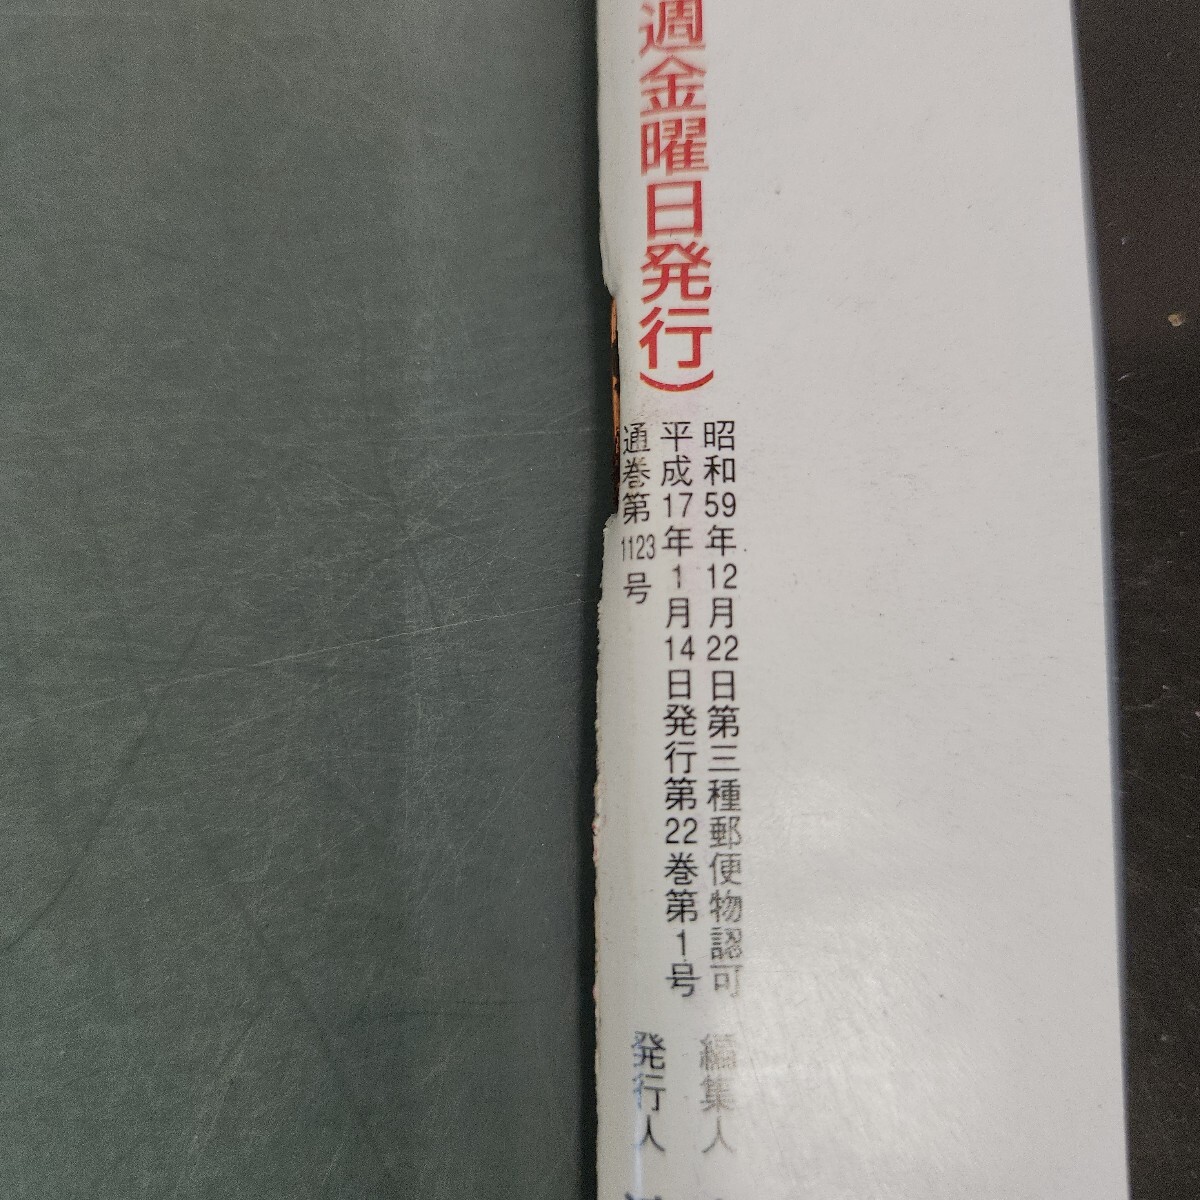 週金曜日発行)
昭和59年12月22日第三種郵便物認可
平成17年1月14日発行第22巻第1号
通巻第1123号
編集人
発行人